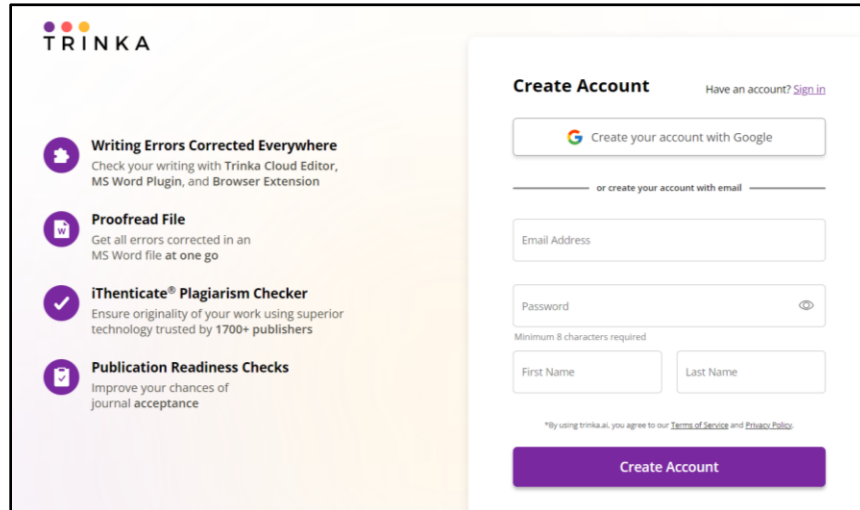 TRINKA
Writing Errors Corrected Everywhere
Check your writing with Trinka Cloud Editor,
MS Word Plugin, and Browser Extension
W
Proofread File
Get all errors corrected in an
MS Word file at one go
iThenticate® Plagiarism Checker
Ensure originality of your work using superior
technology trusted by 1700+ publishers
Publication Readiness Checks
Improve your chances of
journal acceptance
Create Account
Have an account? Sign in
Create your account with Google
or create your account with email
Email Address
Password
Minimum 8 characters required
First Name
Last Name
*By using trinka.ai, you agree to our Terms of Service and Privacy Policy.
Create Account